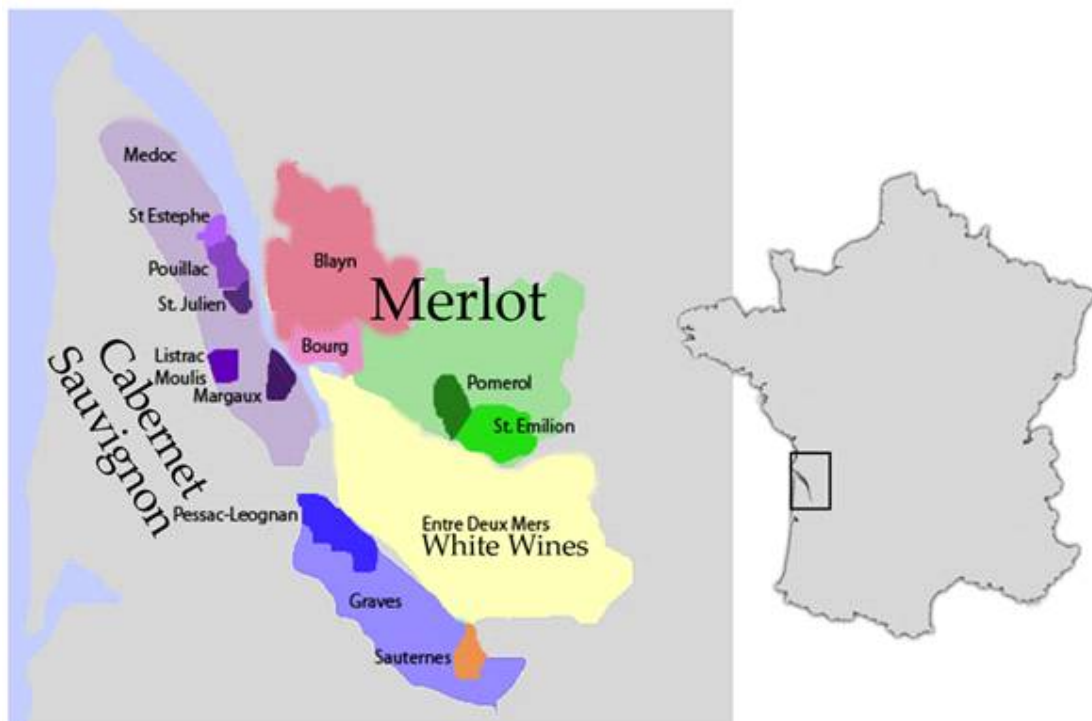 Medoc
St Estephe
Pouillac
St. Julien
Listrac
Moulis
Margaux
Cabernet
Sauvignon
Blayn
Merlot
Bourg
Pomerol
St. Emilion
Pessac-Leognan
Entre Deux Mers
White Wines
Graves
Sauternes